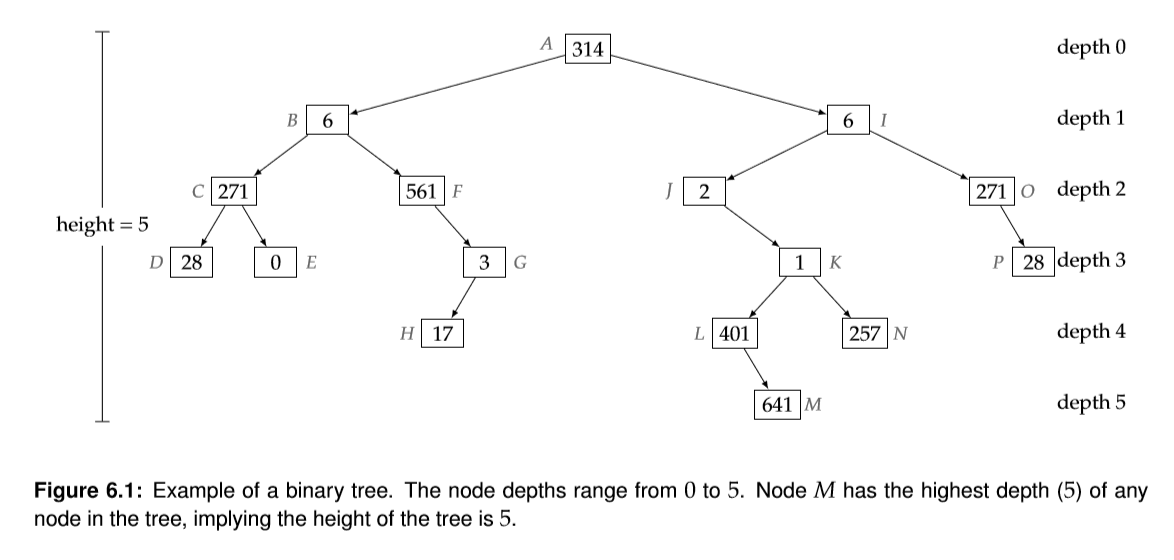 A 314 depth 0
B 6 6 I depth 1
C 271 561 F J 2 271 O depth 2
height = 5
D 28 0 E 3 G 1 K P 28 depth 3
H 17 L 401 257 N depth 4
641 M depth 5
Figure 6.1: Example of a binary tree. The node depths range from 0 to 5. Node M has the highest depth (5) of any
node in the tree, implying the height of the tree is 5.